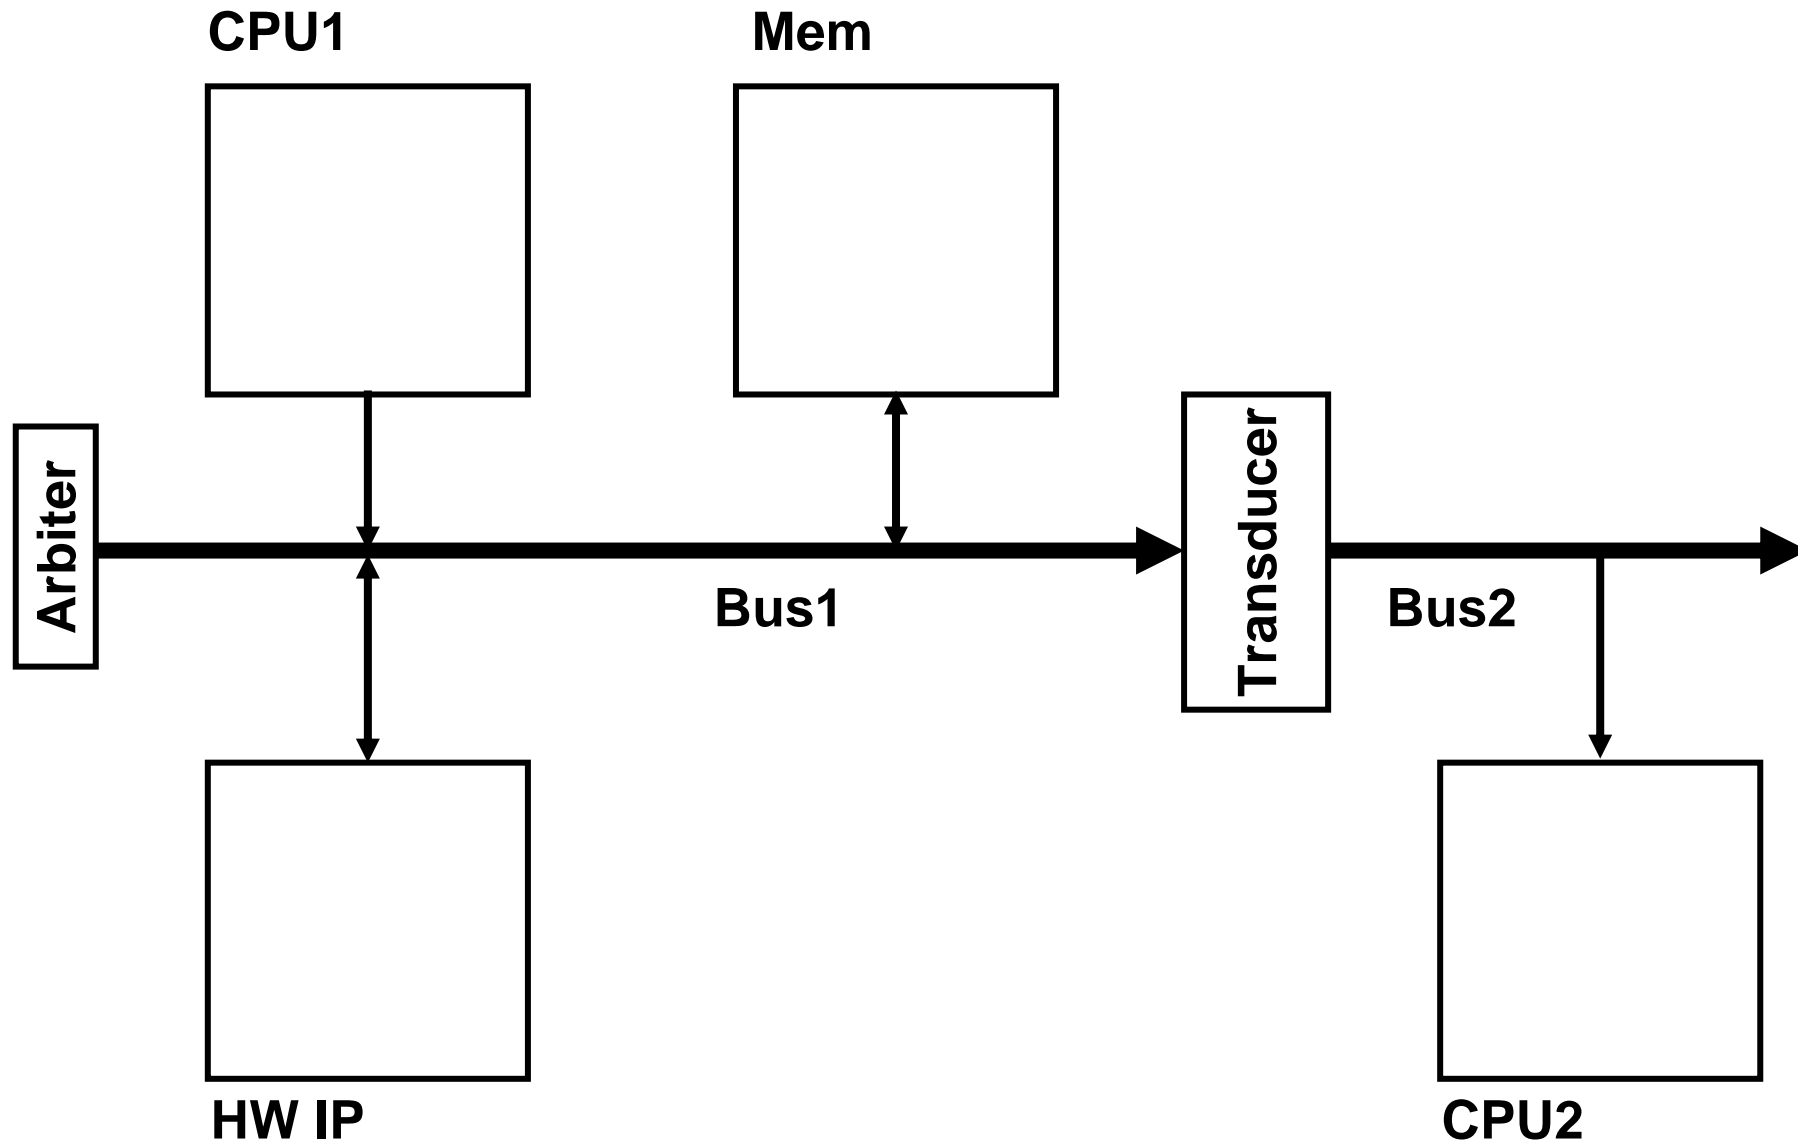 CPU1
Mem
Arbiter
Bus1
Transducer
Bus2
HW IP
CPU2